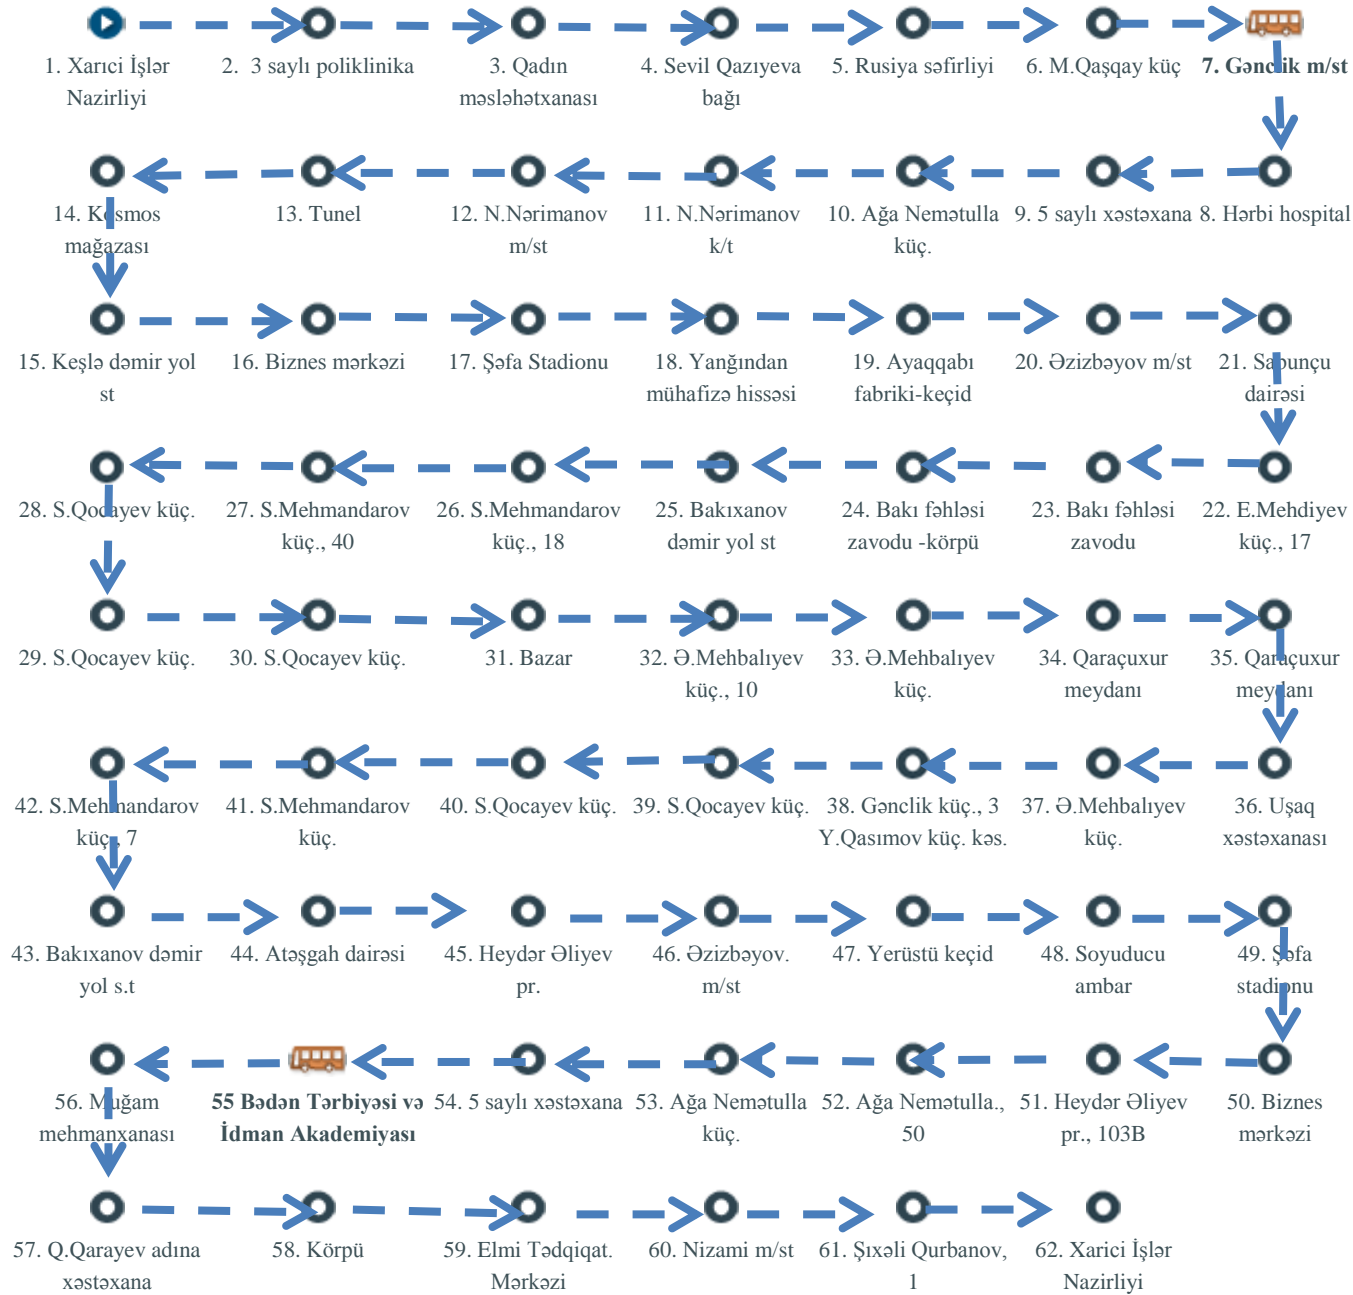 1. Xarıci İşlər
Nazirliyi
2.  3 saylı poliklinika
3. Qadın
məsləhətxanası
4. Sevil Qazıyeva
bağı
5. Rusiya səfirliyi
6. M.Qaşqay küç
7. Gənclik m/st
14. Kosmos
mağazası
13. Tunel
12. N.Nərimanov
m/st
11. N.Nərimanov
k/t
10. Ağa Nemətulla
küç.
9. 5 saylı xəstəxana
8. Hərbi hospital
15. Keşlə dəmir yol
st
16. Biznes mərkəzi
17. Şəfa Stadionu
18. Yanğından
mühafizə hissəsi
19. Ayaqqabı
fabriki-keçid
20. Əzizbəyov m/st
21. Sabunçu
dairəsi
28. S.Qocayev küç.
27. S.Mehmandarov
küç., 40
26. S.Mehmandarov
küç., 18
25. Bakıxanov
dəmir yol st
24. Bakı fəhləsi
zavodu -körpü
23. Bakı fəhləsi
zavodu
22. E.Mehdiyev
küç., 17
29. S.Qocayev küç.
30. S.Qocayev küç.
31. Bazar
32. Ə.Mehbalıyev
küç., 10
33. Ə.Mehbalıyev
küç.
34. Qaraçuxur
meydanı
35. Qaraçuxur
meydanı
42. S.Mehmandarov
küç., 7
41. S.Mehmandarov
küç.
40. S.Qocayev küç.
39. S.Qocayev küç.
38. Gənclik küç., 3
Y.Qasımov küç. kəs.
37. Ə.Mehbalıyev
küç.
36. Uşaq
xəstəxanası
43. Bakıxanov dəmir
yol s.t
44. Atəşgah dairəsi
45. Heydər Əliyev
pr.
46. Əzizbəyov.
m/st
47. Yerüstü keçid
48. Soyuducu
ambar
49. Şəfa
stadionu
56. Muğam
mehmanxanası
55 Bədən Tərbiyəsi və
İdman Akademiyası
54. 5 saylı xəstəxana
53. Ağa Nemətulla
küç.
52. Ağa Nemətulla.,
50
51. Heydər Əliyev
pr., 103B
50. Biznes
mərkəzi
57. Q.Qarayev adına
xəstəxana
58. Körpü
59. Elmi Tədqiqat.
Mərkəzi
60. Nizami m/st
61. Şıxəli Qurbanov,
1
62. Xarici İşlər
Nazirliyi